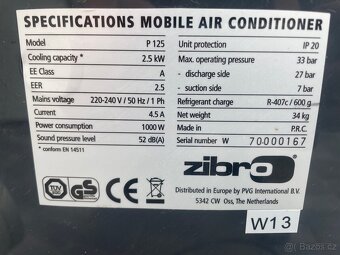 SPECIFICATIONS MOBILE AIR CONDITIONER
Model P 125
Cooling capacity * 2.5 kW
EE Class A
EER 2.5
Mains voltage 220-240 V / 50 Hz / 1 Ph
Current 4.5 A
Power consumption 1000 W
Sound pressure level 52 dB(A)
* conform EN 14511
Unit protection IP 20
Max. operating pressure 33 bar
- discharge side 27 bar
- suction side 7 bar
Refrigerant charge R-407c / 600 g
Net weight 34 kg
Made in P.R.C.
Serial number W 70000167
TÜV
GS
CE
zibro
Distributed in Europe by PVG International B.V.
5342 CW Oss, The Netherlands
W13